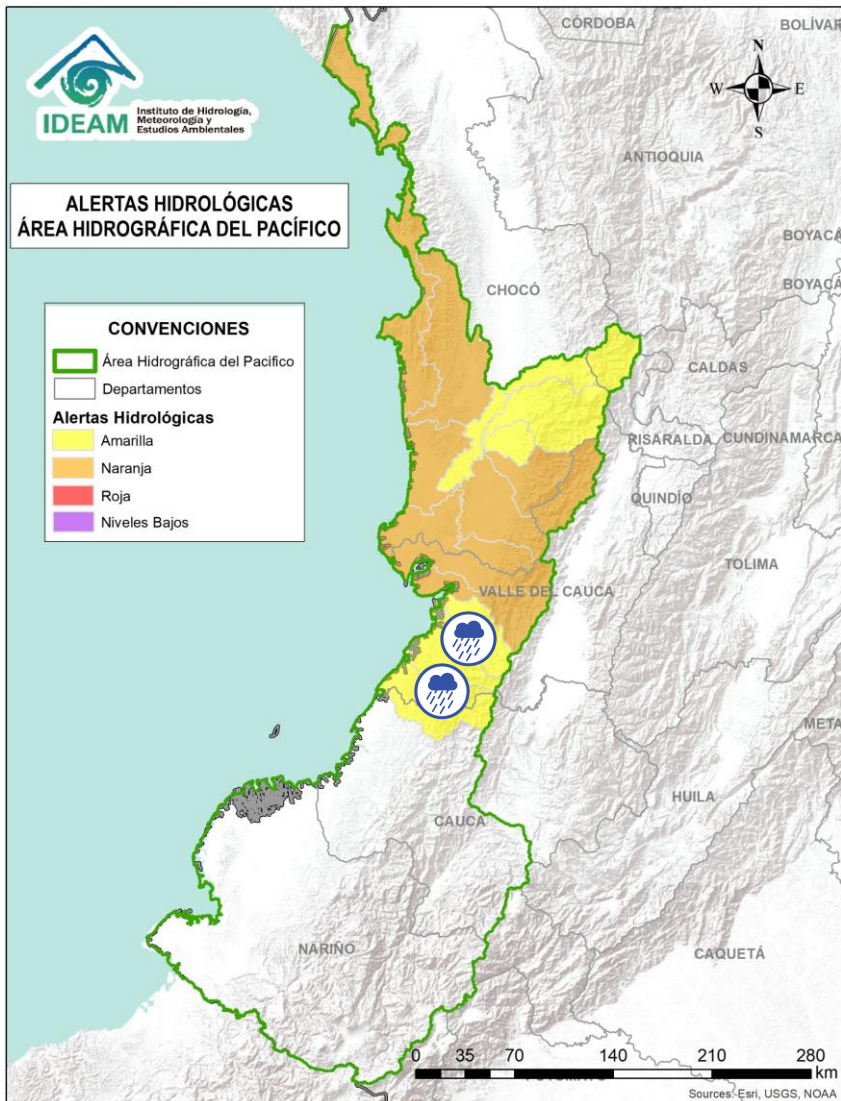 CÓRDOBA
BOLÍVAR
N
W
E
S
IDEAM
Instituto de Hidrología,
Meteorología y
Estudios Ambientales
ANTIOQUIA
ALERTAS HIDROLÓGICAS
ÁREA HIDROGRÁFICA DEL PACÍFICO
BOYACÁ
BOYACÁ
CHOCÓ
CONVENCIONES
Área Hidrográfica del Pacifico
Departamentos
Alertas Hidrológicas
Amarilla
Naranja
Roja
Niveles Bajos
CALDAS
RISARALDA
CUNDINAMARCA
QUINDÍO
TOLIMA
VALLE DEL CAUCA
META
HUILA
CAUCA
NARIÑO
CAQUETÁ
0 35 70 140 210 280
km
Sources: Esri, USGS, NOAA